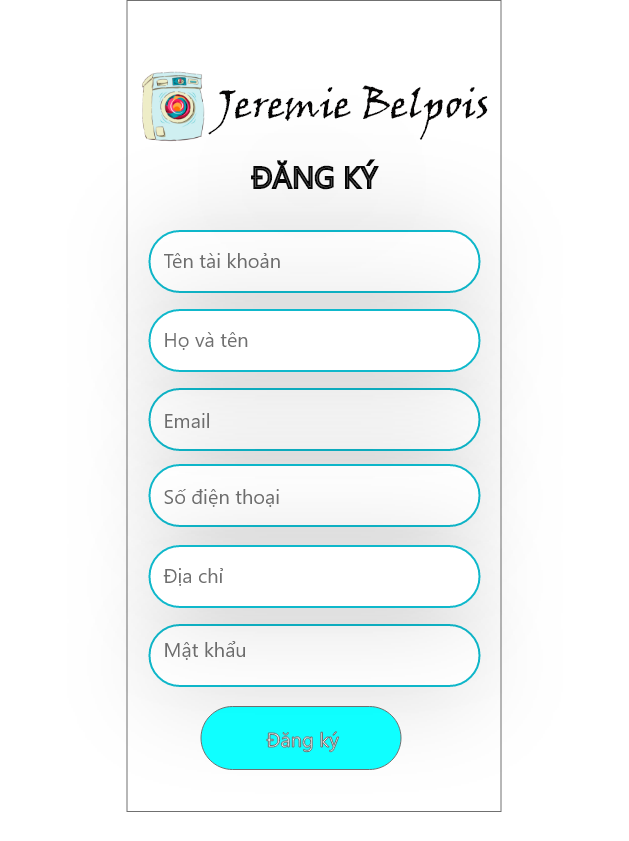 Jeremie Belpois
ĐĂNG KÝ
Tên tài khoản
Họ và tên
Email
Số điện thoại
Địa chỉ
Mật khẩu
Đăng ký